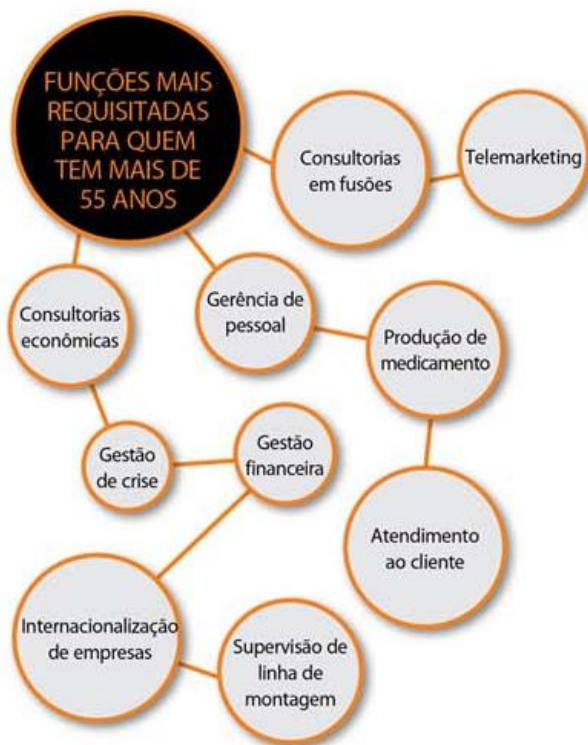 FUNÇÕES MAIS
REQUISITADAS
PARA QUEM
TEM MAIS DE
55 ANOS
Consultorias
em fusões
Telemarketing
Consultorias
econômicas
Gerência de
pessoal
Produção de
medicamento
Gestão
de crise
Gestão
financeira
Atendimento
ao cliente
Internacionalização
de empresas
Supervisão de
linha de
montagem